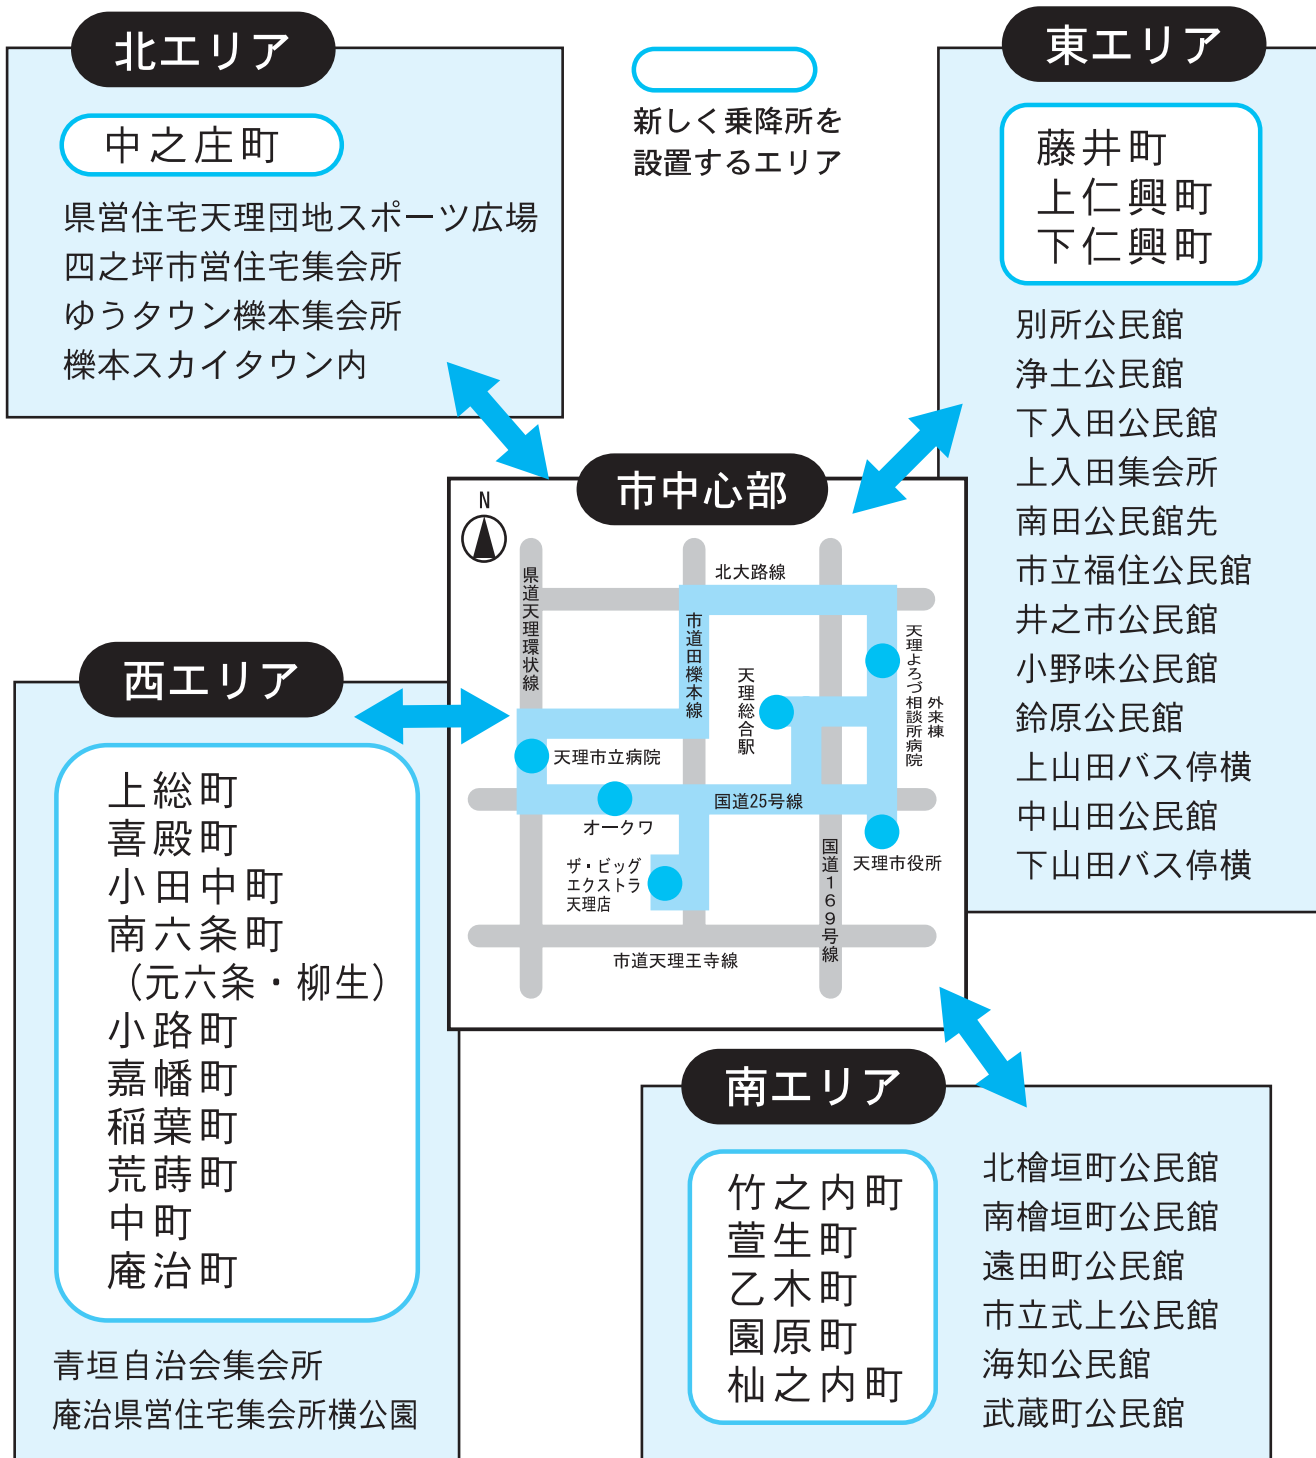 北エリア
中之庄町
県営住宅天理団地スポーツ広場
四之坪市営住宅集会所
ゆうタウン櫟本集会所
櫟本スカイタウン内
新しく乗降所を
設置するエリア
東エリア
藤井町
上仁興町
下仁興町
別所公民館
浄土公民館
下入田公民館
上入田集会所
南田公民館先
市立福住公民館
井之市公民館
小野味公民館
鈴原公民館
上山田バス停横
中山田公民館
下山田バス停横
市中心部
N
県道天理環状線
北大路線
市道田櫟本線
天理総合駅
天理よろづ相談所病院
外来棟
天理市立病院
オークワ
国道25号線
ザ・ビッグ
エクストラ
天理店
国道169号線
天理市役所
市道天理王寺線
西エリア
上総町
喜殿町
小田中町
南六条町
（元六条・柳生）
小路町
嘉幡町
稲葉町
荒蒔町
中町
庵治町
青垣自治会集会所
庵治県営住宅集会所横公園
南エリア
竹之内町
萱生町
乙木町
園原町
杣之内町
北檜垣町公民館
南檜垣町公民館
遠田町公民館
市立式上公民館
海知公民館
武蔵町公民館